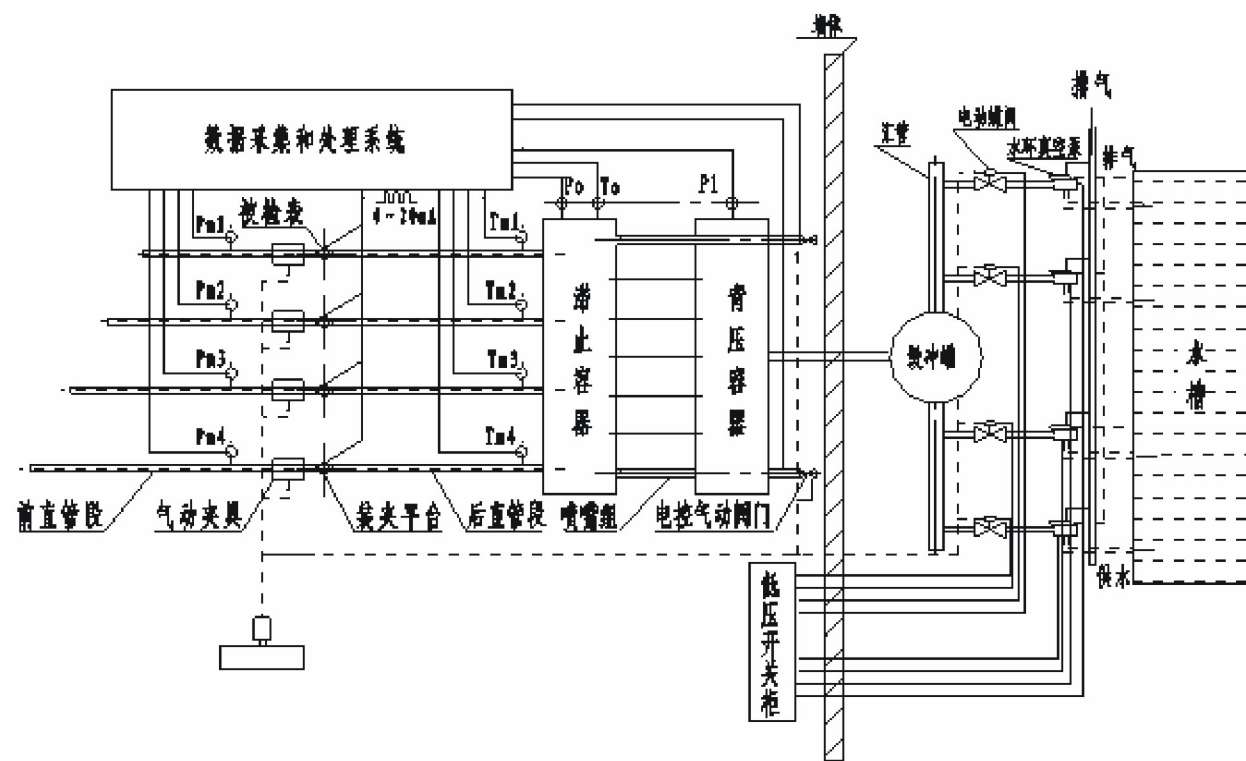 墙体
排气
电动蝶阀
汇管
水环真空泵
排气
数据采集和处理系统
Po
To
P1
4~20mA
被检表
Pm1
Tm1
Pm2
Tm2
Pm3
Tm3
Pm4
Tm4
滞止容器
背压容器
缓冲罐
水槽
前直管段
气动夹具
装夹平台
后直管段
喷嘴组
电控气动阀门
供水
低压开关柜